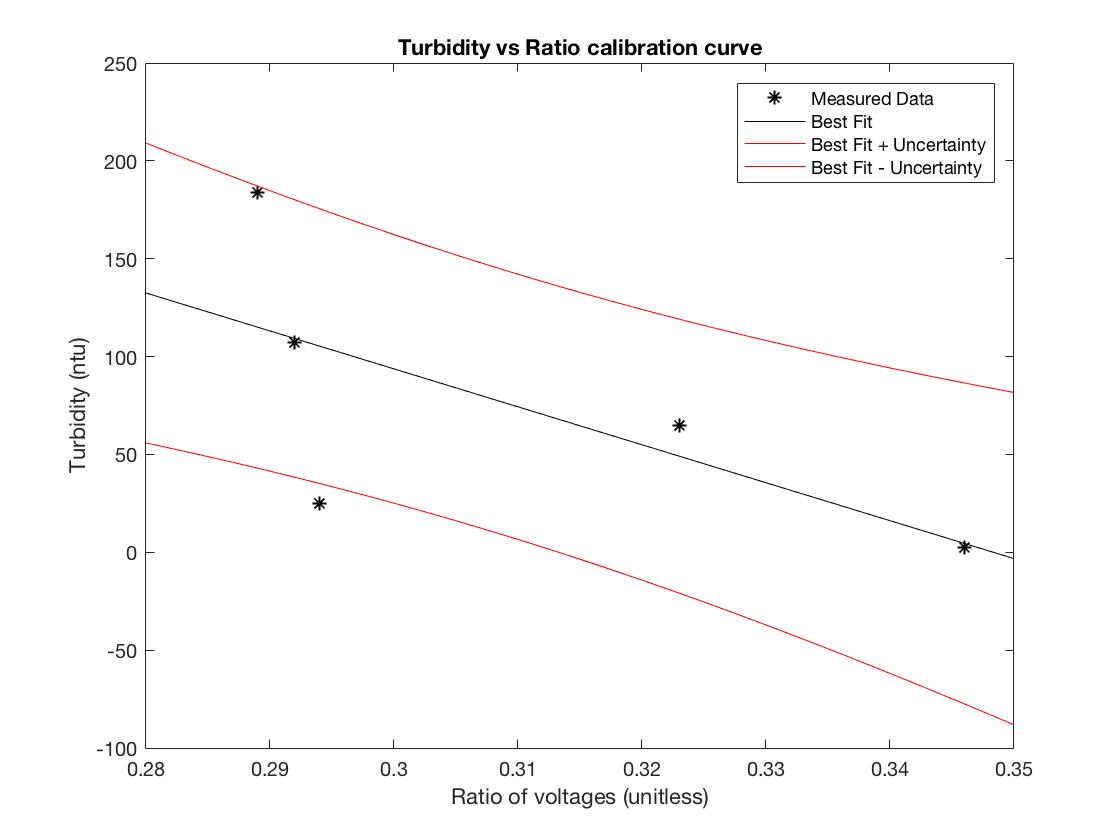 Turbidity vs Ratio calibration curve
250
200
150
100
50
0
-50
-100
Turbidity (ntu)
Measured Data
Best Fit
Best Fit + Uncertainty
Best Fit - Uncertainty
0.28 0.29 0.3 0.31 0.32 0.33 0.34 0.35
Ratio of voltages (unitless)